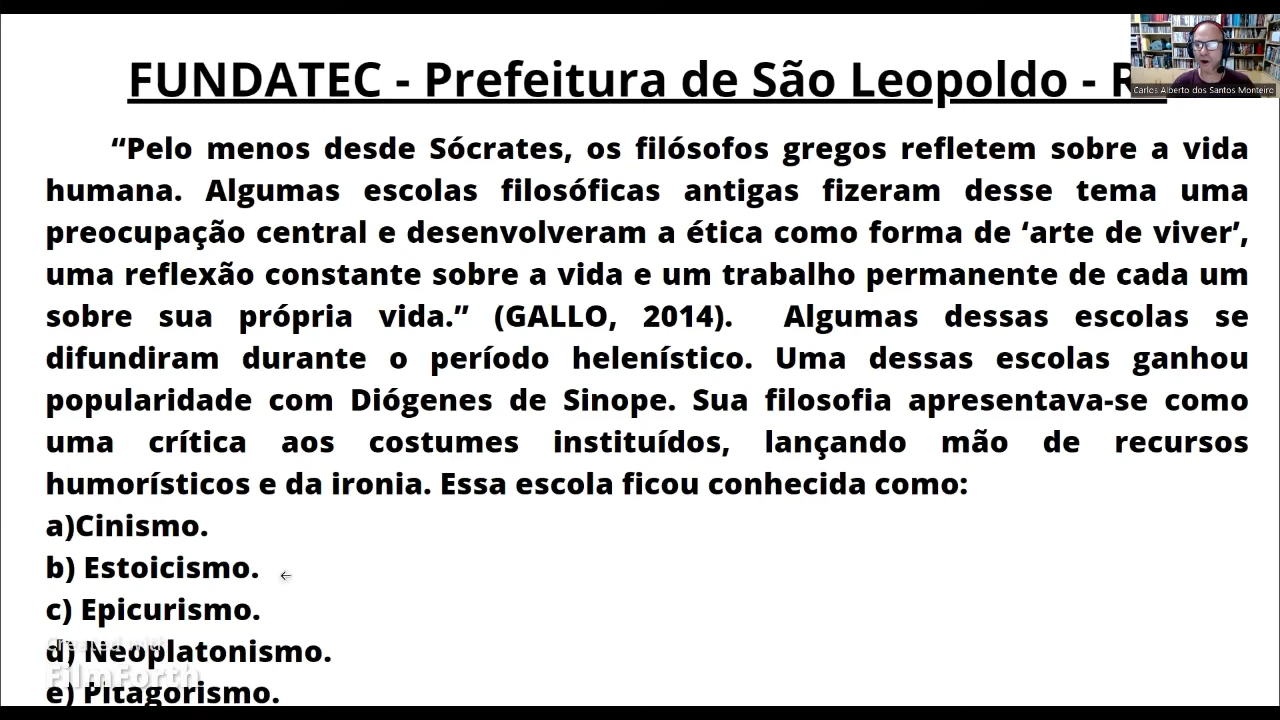 FUNDATEC - Prefeitura de São Leopoldo -
Carlos Alberto dos Santos Monteiro
“Pelo menos desde Sócrates, os filósofos gregos refletem sobre a vida
humana. Algumas escolas filosóficas antigas fizeram desse tema uma
preocupação central e desenvolveram a ética como forma de ‘arte de viver’,
uma reflexão constante sobre a vida e um trabalho permanente de cada um
sobre sua própria vida.” (GALLO, 2014). Algumas dessas escolas se
difundiram durante o período helenístico. Uma dessas escolas ganhou
popularidade com Diógenes de Sinope. Sua filosofia apresentava-se como
uma crítica aos costumes instituídos, lançando mão de recursos
humorísticos e da ironia. Essa escola ficou conhecida como:
a)Cinismo.
b) Estoicismo.
c) Epicurismo.
Created with
d) Neoplatonismo.
FilmForth
e) Pitagorismo.